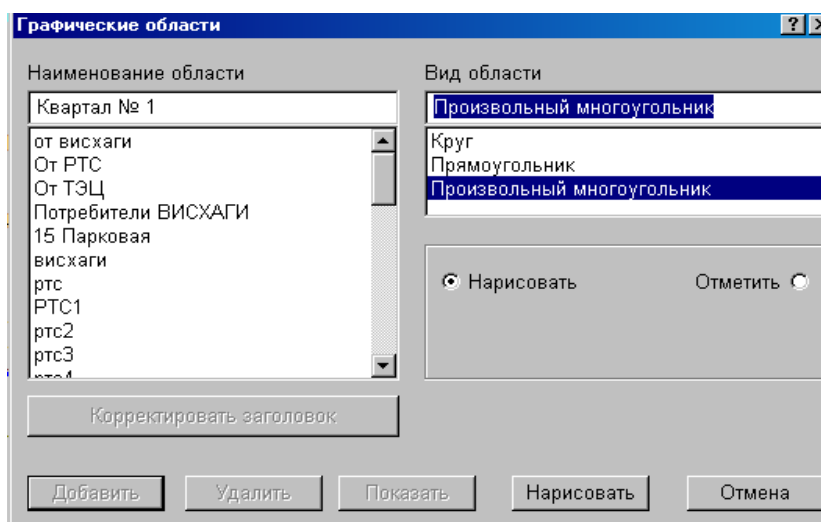 Графические области
Наименование области
Квартал № 1
от висхаги
От РТС
От ТЭЦ
Потребители ВИСХАГИ
15 Парковая
висхаги
ртс
РТС1
ртс2
ртс3
ртс4
Корректировать заголовок
Вид области
Произвольный многоугольник
Круг
Прямоугольник
Произвольный многоугольник
Нарисовать
Отметить
Добавить
Удалить
Показать
Нарисовать
Отмена